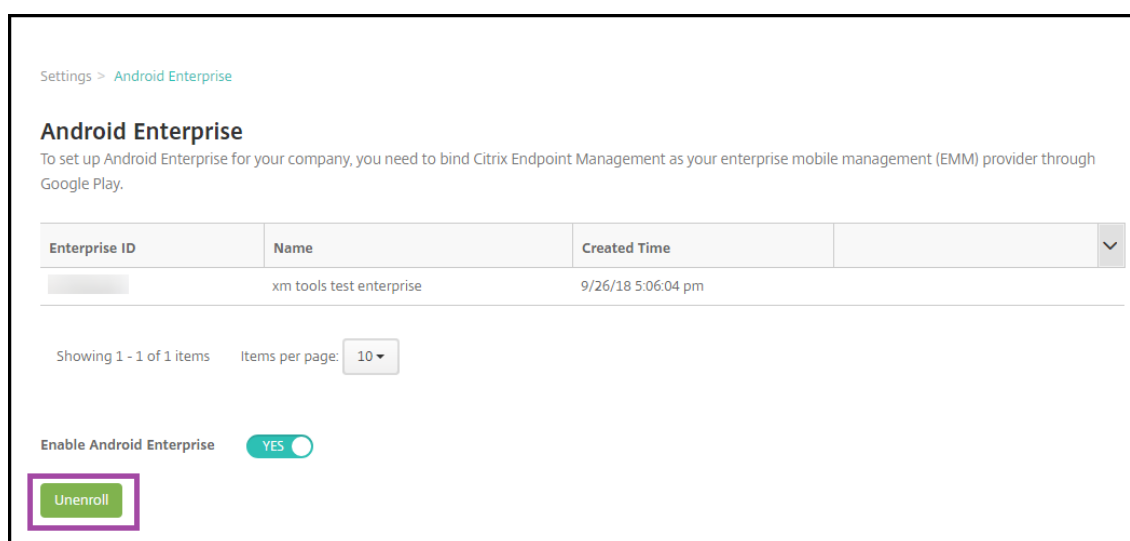 Settings > Android Enterprise
Android Enterprise
To set up Android Enterprise for your company, you need to bind Citrix Endpoint Management as your enterprise mobile management (EMM) provider through
Google Play.
Enterprise ID Name Created Time
xm tools test enterprise 9/26/18 5:06:04 pm
Showing 1 - 1 of 1 items Items per page: 10
Enable Android Enterprise YES
Unenroll